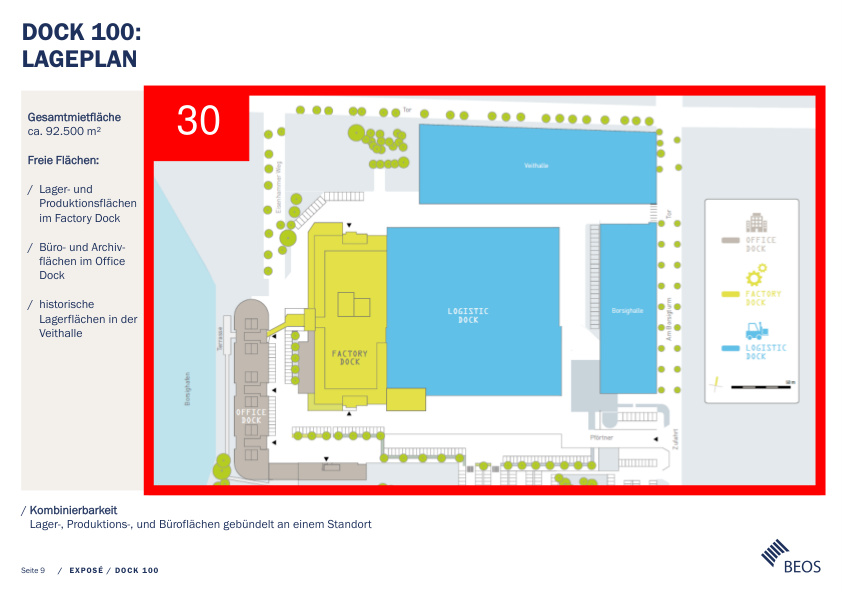 DOCK 100:
LAGEPLAN
Gesamtmietfläche
ca. 92.500 m²
Freie Flächen:
/ Lager- und
Produktionsflächen
im Factory Dock
/ Büro- und Archiv-
flächen im Office
Dock
/ historische
Lagerflächen in der
Veithalle
30
Tor
Veithalle
Tor
LOGISTIC
DOCK
Borsighalle
Am Borsigturm
FACTORY
DOCK
Terrasse
Borsighafen
OFFICE
DOCK
Pförtner
Zufahrt
OFFICE
DOCK
FACTORY
DOCK
LOGISTIC
DOCK
/ Kombinierbarkeit
Lager-, Produktions-, und Büroflächen gebündelt an einem Standort
Seite 9 / EXPOSÉ / DOCK 100
BEOS